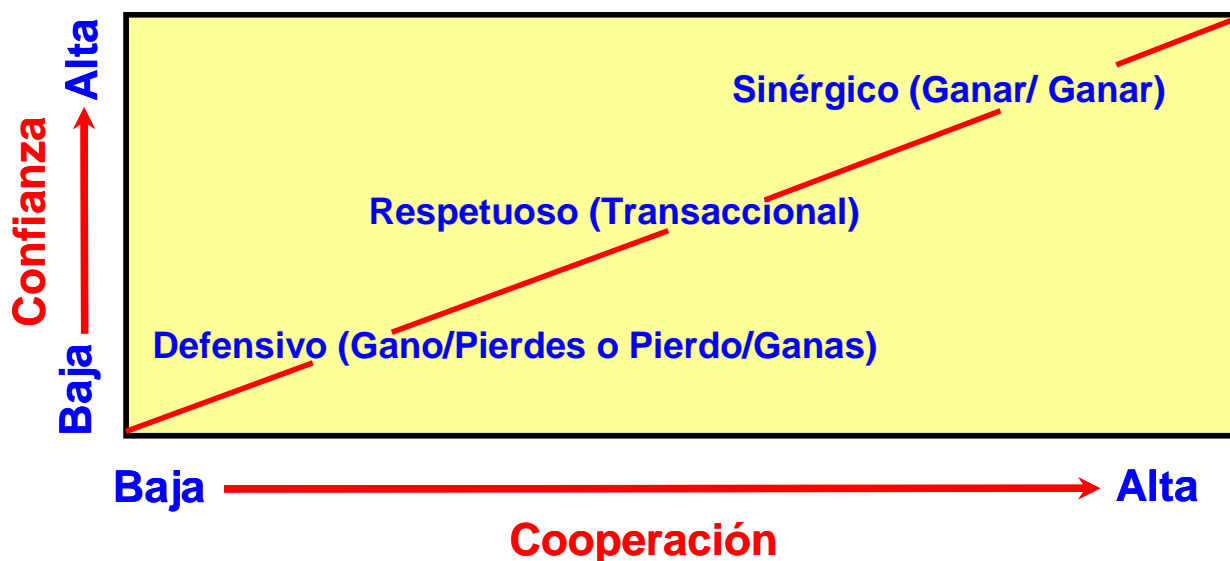 Alta
Sinérgico (Ganar/ Ganar)
Confianza
Respetuoso (Transaccional)
Defensivo (Gano/Pierdes o Pierdo/Ganas)
Baja
Baja
Alta
Cooperación